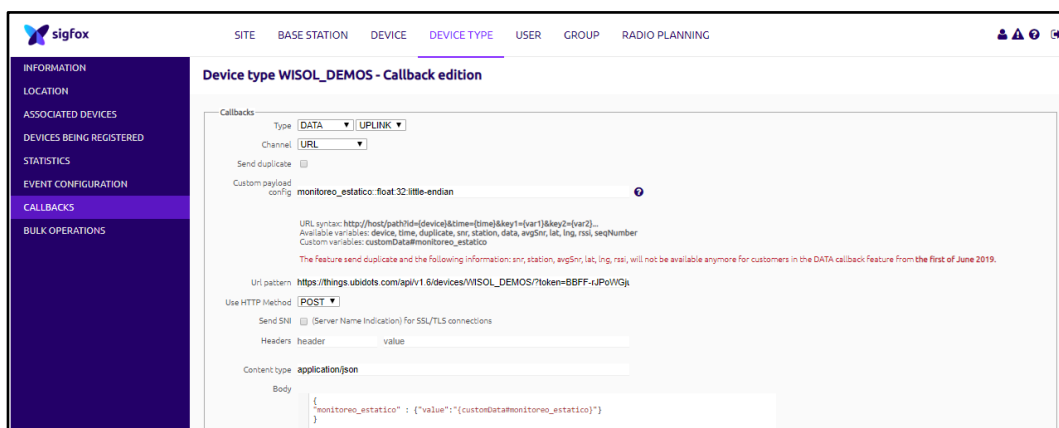 sigfox
SITE BASE STATION DEVICE DEVICE TYPE USER GROUP RADIO PLANNING
INFORMATION
LOCATION
ASSOCIATED DEVICES
DEVICES BEING REGISTERED
STATISTICS
EVENT CONFIGURATION
CALLBACKS
BULK OPERATIONS
Device type WISOL_DEMOS - Callback edition
Callbacks
Type DATA UPLINK
Channel URL
Send duplicate
Custom payload config monitoreo_estatico::float:32:little-endian
URL syntax: http://host/path?id={device}&time={time}&key1={var1}&key2={var2}...
Available variables: device, time, duplicate, snr, station, data, avgSnr, lat, lng, rssi, seqNumber
Custom variables: customData#monitoreo_estatico
The feature send duplicate and the following information: snr, station, avgSnr, lat, lng, rssi, will not be available anymore for customers in the DATA callback feature from the first of June 2019.
Url pattern https://things.ubidots.com/api/v1.6/devices/WISOL_DEMOS/?token=BBFF-rJPoWGju
Use HTTP Method POST
Send SNI (Server Name Indication) for SSL/TLS connections
Headers header value
Content type application/json
Body
{
"monitoreo_estatico" : {"value":"{customData#monitoreo_estatico}"}
}